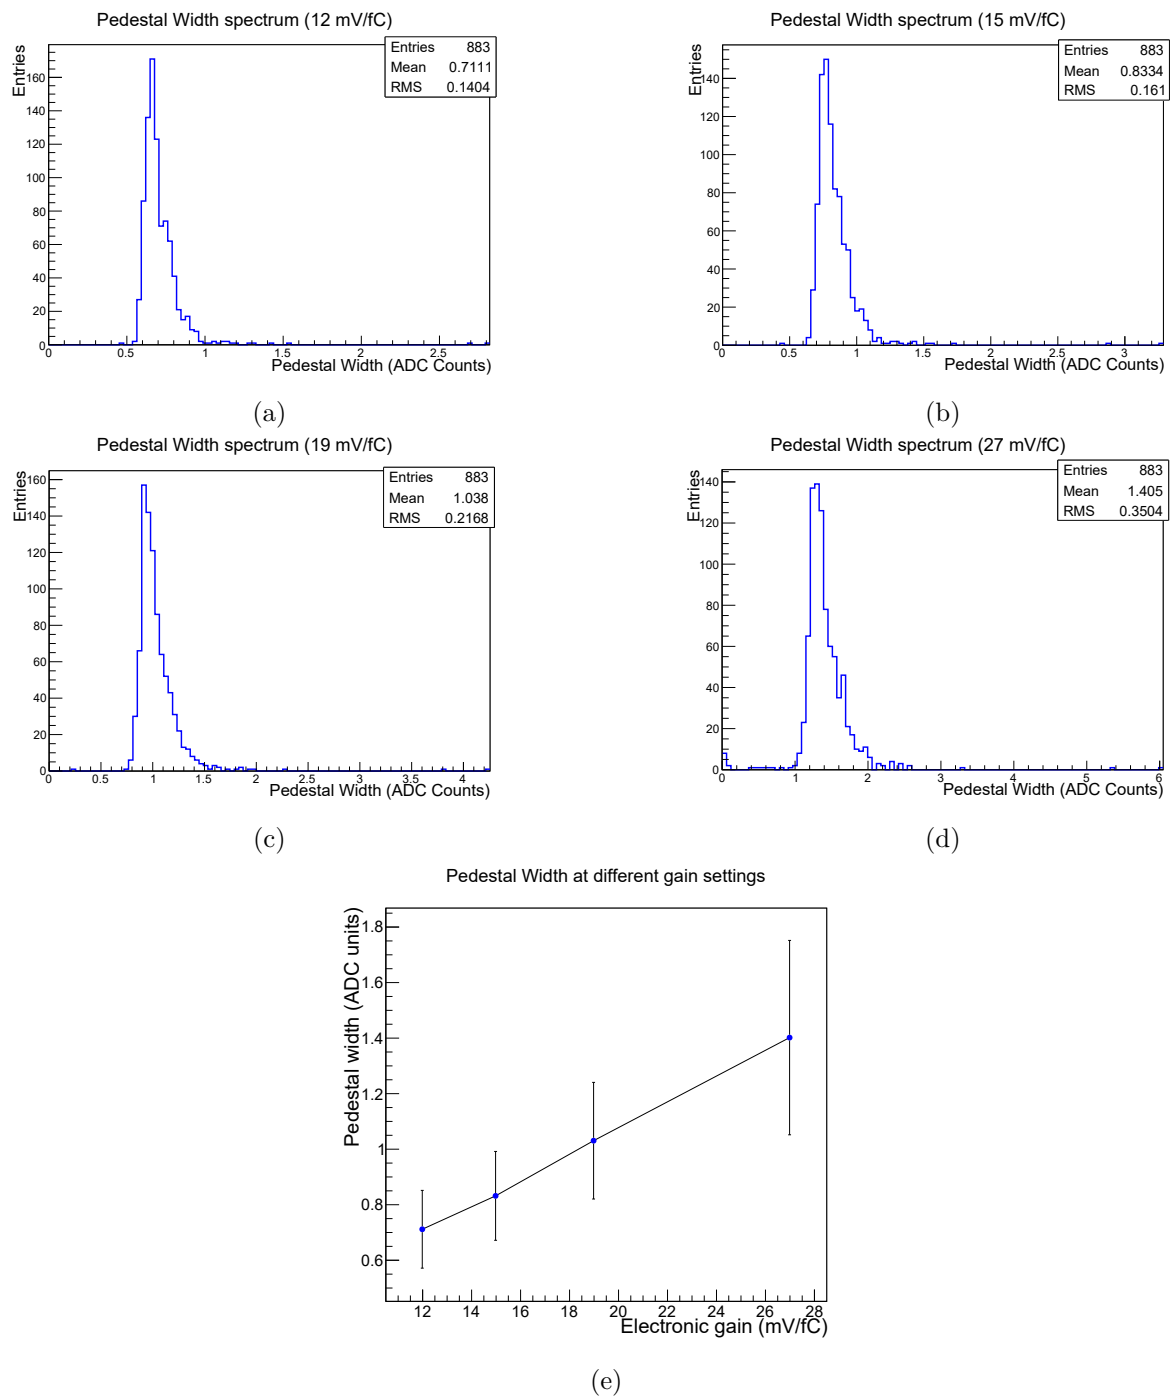 Pedestal Width spectrum (12 mV/fC)
Entries
Entries 883
Mean 0.7111
RMS 0.1404
160
140
120
100
80
60
40
20
0
0 0.5 1 1.5 2 2.5
Pedestal Width (ADC Counts)
(a)
Pedestal Width spectrum (15 mV/fC)
Entries
Entries 883
Mean 0.8334
RMS 0.161
140
120
100
80
60
40
20
0
0 0.5 1 1.5 2 2.5 3
Pedestal Width (ADC Counts)
(b)
Pedestal Width spectrum (19 mV/fC)
Entries
Entries 883
Mean 1.038
RMS 0.2168
160
140
120
100
80
60
40
20
0
0 0.5 1 1.5 2 2.5 3 3.5 4
Pedestal Width (ADC Counts)
(c)
Pedestal Width spectrum (27 mV/fC)
Entries
Entries 883
Mean 1.405
RMS 0.3504
140
120
100
80
60
40
20
0
0 1 2 3 4 5 6
Pedestal Width (ADC Counts)
(d)
Pedestal Width at different gain settings
Pedestal width (ADC units)
1.8
1.6
1.4
1.2
1
0.8
0.6
12 14 16 18 20 22 24 26 28
Electronic gain (mV/fC)
(e)